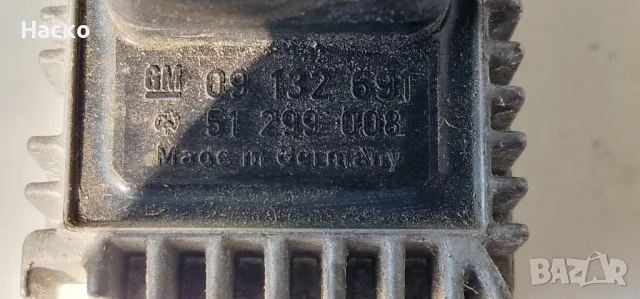 Наско
GM 09 132 691
51 299 008
Made in Germany
BAZAR